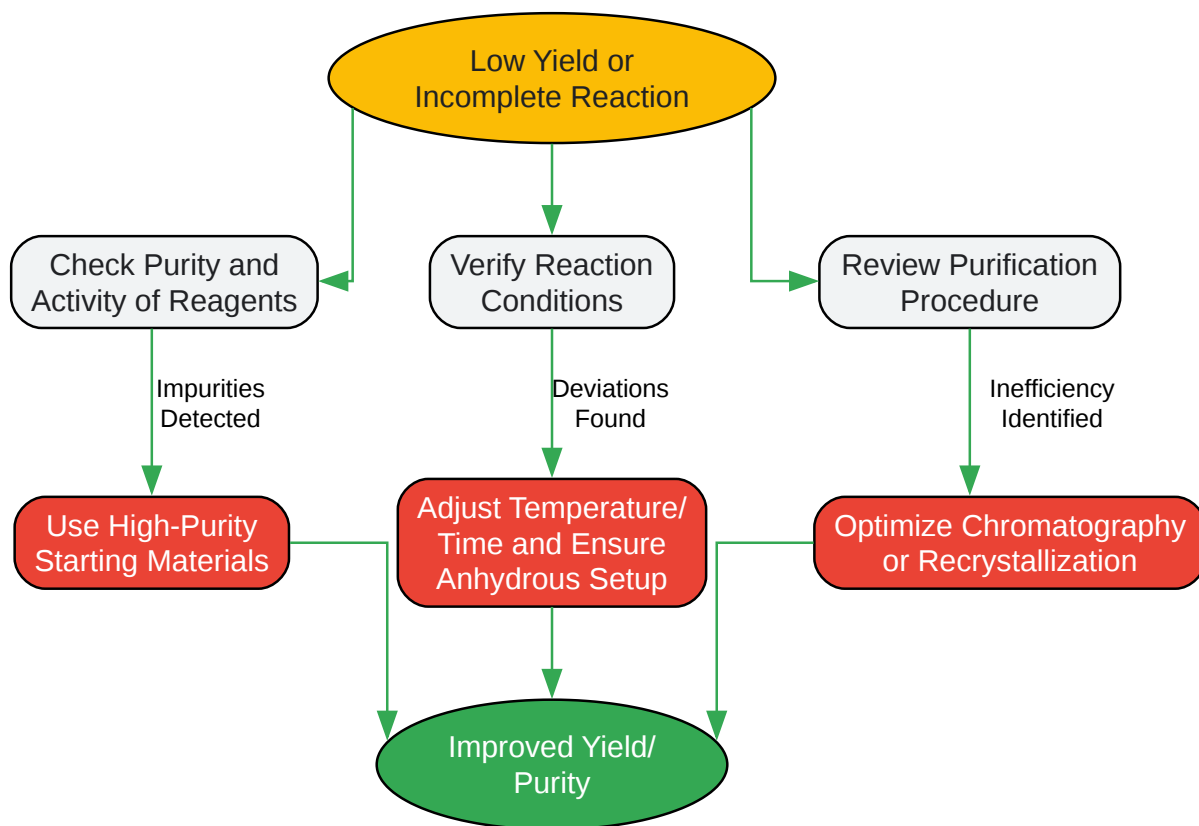 Low Yield or
Incomplete Reaction
Check Purity and
Activity of Reagents
Verify Reaction
Conditions
Review Purification
Procedure
Impurities
Detected
Deviations
Found
Inefficiency
Identified
Use High-Purity
Starting Materials
Adjust Temperature/
Time and Ensure
Anhydrous Setup
Optimize Chromatography
or Recrystallization
Improved Yield/
Purity